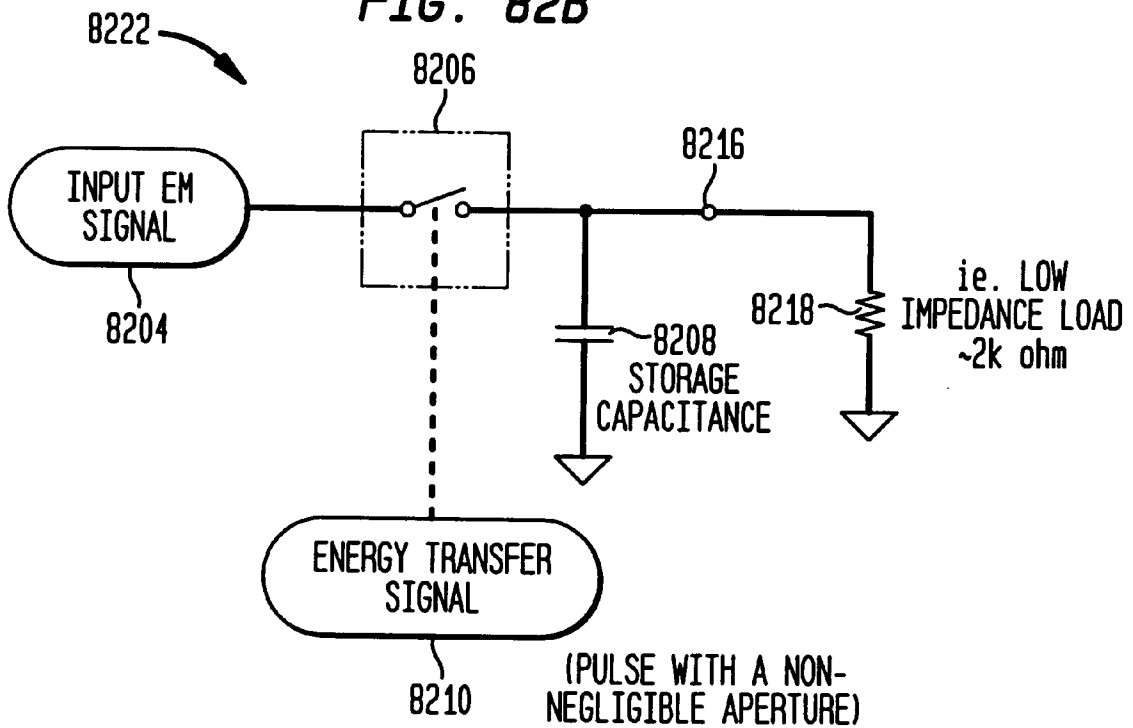 FIG. 82B
8222
8206
8216
INPUT EM
SIGNAL
8204
8218
ie. LOW
IMPEDANCE LOAD
~2k ohm
8208
STORAGE
CAPACITANCE
ENERGY TRANSFER
SIGNAL
8210
(PULSE WITH A NON-
NEGLIGIBLE APERTURE)